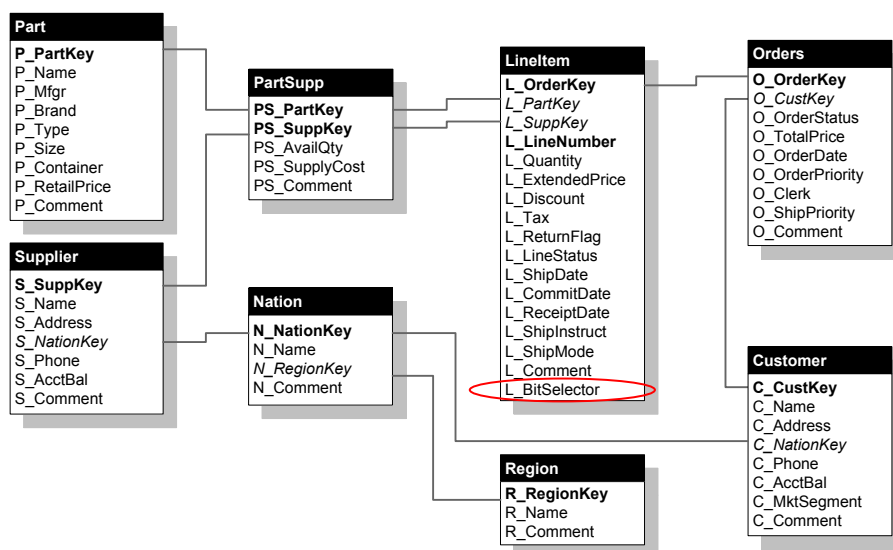 Part
P_PartKey
P_Name
P_Mfgr
P_Brand
P_Type
P_Size
P_Container
P_RetailPrice
P_Comment
Supplier
S_SuppKey
S_Name
S_Address
S_NationKey
S_Phone
S_AcctBal
S_Comment
PartSupp
PS_PartKey
PS_SuppKey
PS_AvailQty
PS_SupplyCost
PS_Comment
Nation
N_NationKey
N_Name
N_RegionKey
N_Comment
LineItem
L_OrderKey
L_PartKey
L_SuppKey
L_LineNumber
L_Quantity
L_ExtendedPrice
L_Discount
L_Tax
L_ReturnFlag
L_LineStatus
L_ShipDate
L_CommitDate
L_ReceiptDate
L_ShipInstruct
L_ShipMode
L_Comment
L_BitSelector
Region
R_RegionKey
R_Name
R_Comment
Orders
O_OrderKey
O_CustKey
O_OrderStatus
O_TotalPrice
O_OrderDate
O_OrderPriority
O_Clerk
O_ShipPriority
O_Comment
Customer
C_CustKey
C_Name
C_Address
C_NationKey
C_Phone
C_AcctBal
C_MktSegment
C_Comment